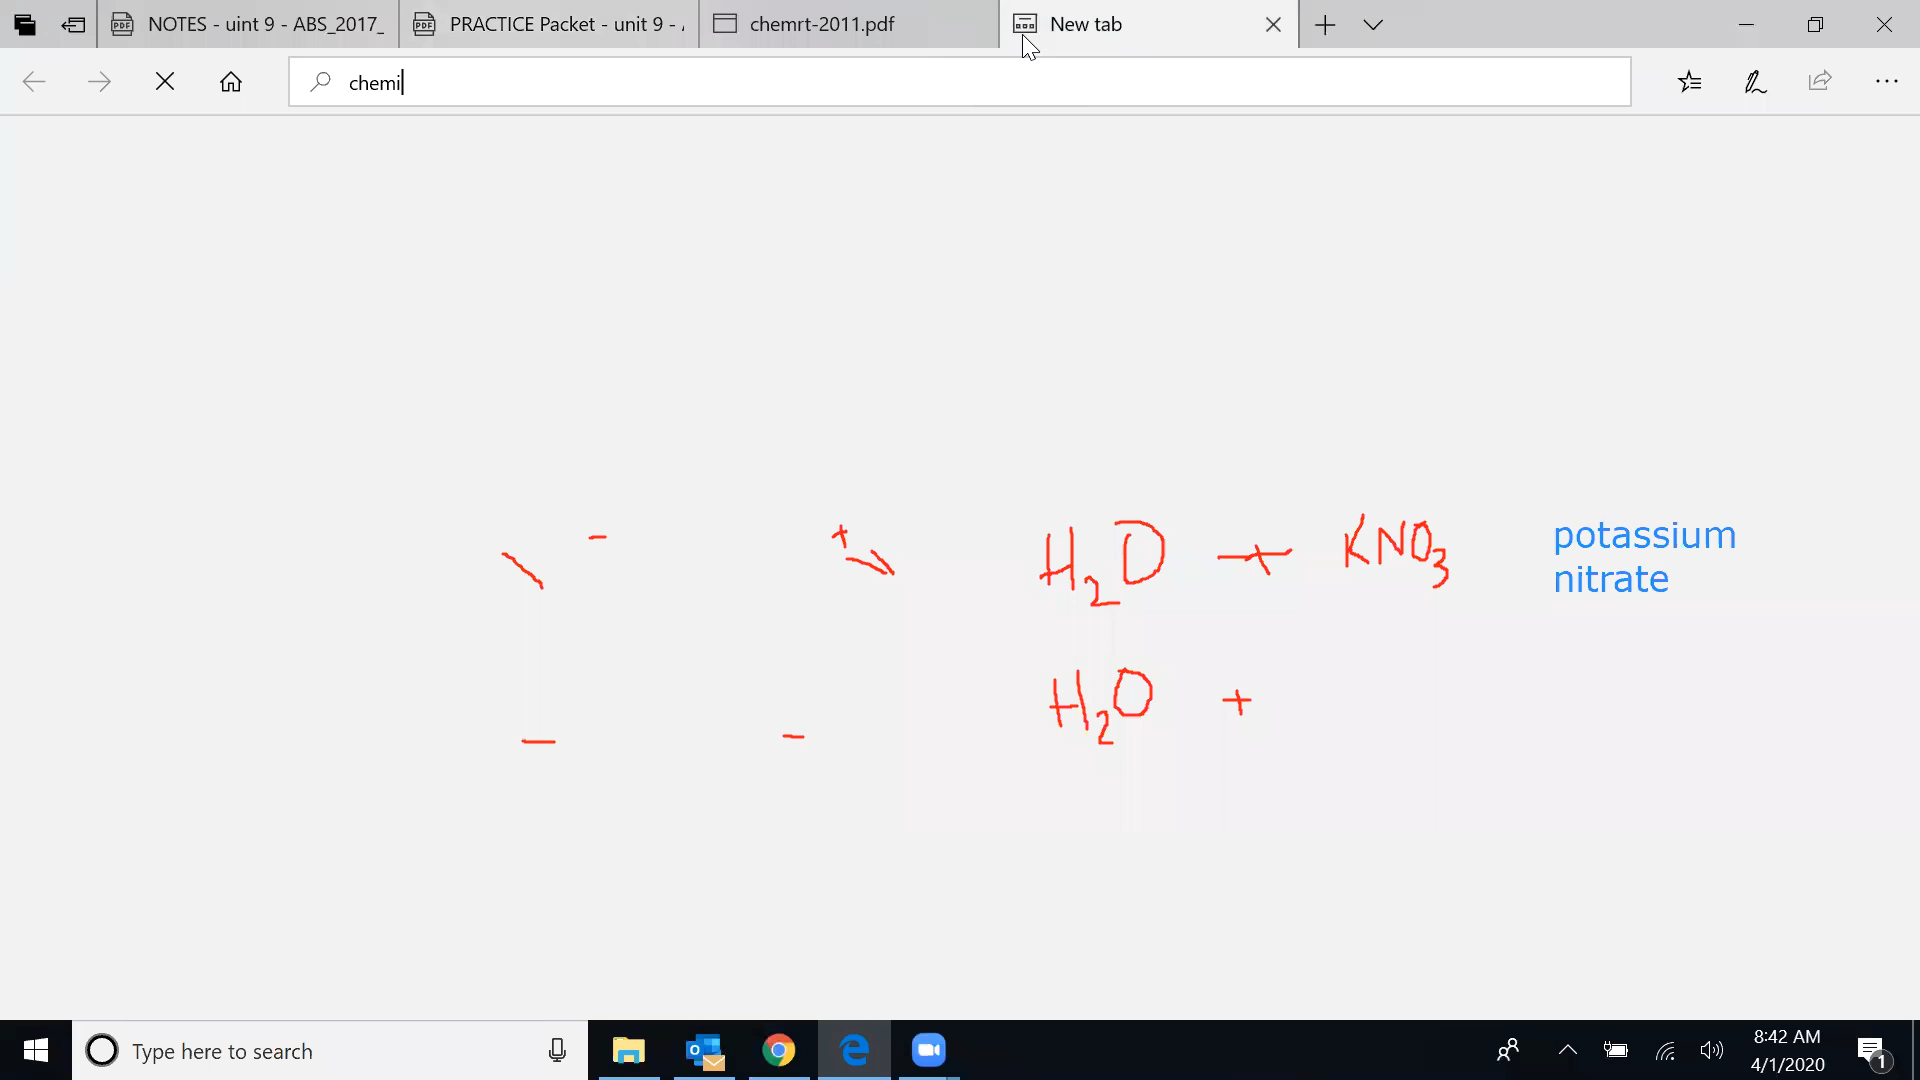 NOTES - uint 9 - ABS_2017_
PRACTICE Packet - unit 9 - 
chemrt-2011.pdf
New tab
chemi
H₂O + KNO₃
potassium
nitrate
H₂O +
Type here to search
8:42 AM
4/1/2020
1